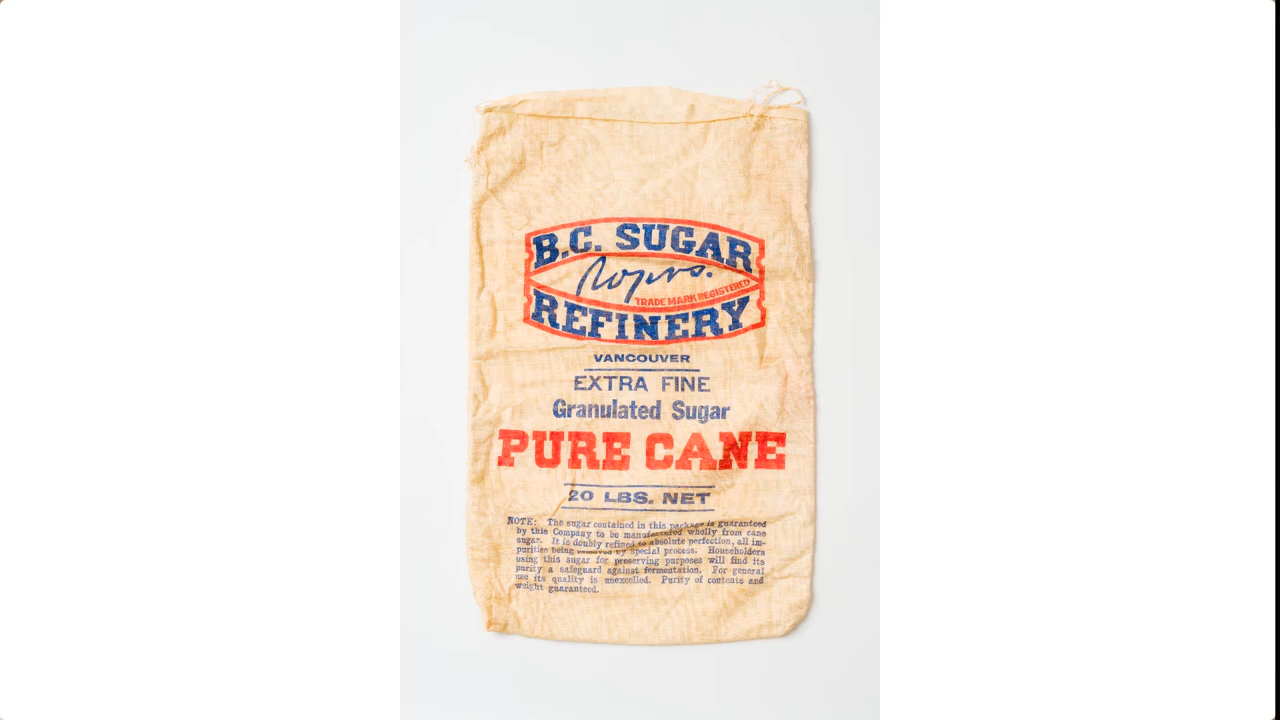 B.C. SUGAR
Rogers.
TRADE MARK REGISTERED
REFINERY
VANCOUVER
EXTRA FINE
Granulated Sugar
PURE CANE
20 LBS. NET
NOTE: The sugar contained in this package is guaranteed
by this Company to be manufactured wholly from cane
sugar. It is doubly refined to absolute perfection, all im-
purities being removed by special process. Householders
using this sugar for preserving purposes will find its
purity a safeguard against fermentation. For general
use its quality is unexcelled. Purity of contents and
weight guaranteed.